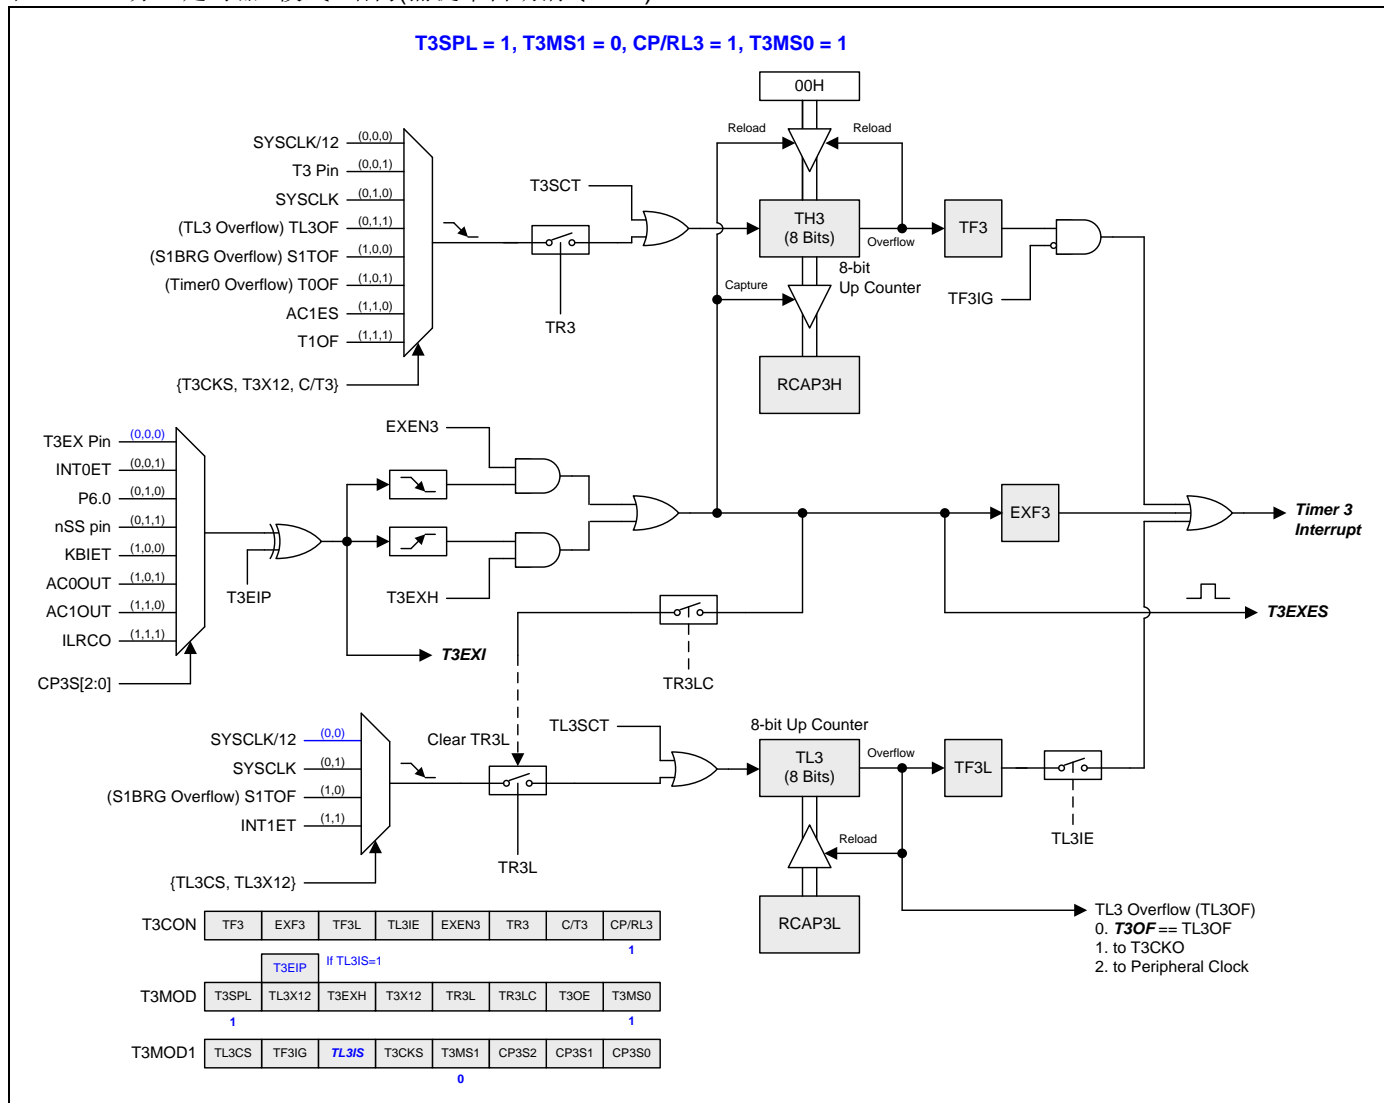 T3SPL = 1, T3MS1 = 0, CP/RL3 = 1, T3MS0 = 1
00H
Reload
Reload
SYSCLK/12 (0,0,0)
T3 Pin (0,0,1)
SYSCLK (0,1,0)
(TL3 Overflow) TL3OF (0,1,1)
(S1BRG Overflow) S1TOF (1,0,0)
(Timer0 Overflow) T0OF (1,0,1)
AC1ES (1,1,0)
T1OF (1,1,1)
{T3CKS, T3X12, C/T3}
TR3
T3SCT
TH3
(8 Bits)
Overflow
8-bit
Up Counter
TF3
TF3IG
Capture
RCAP3H
T3EX Pin (0,0,0)
INT0ET (0,0,1)
P6.0 (0,1,0)
nSS pin (0,1,1)
KBIET (1,0,0)
AC0OUT (1,0,1)
AC1OUT (1,1,0)
ILRCO (1,1,1)
CP3S[2:0]
T3EIP
EXEN3
T3EXH
T3EXI
EXF3
Timer 3
Interrupt
T3EXES
TR3LC
Clear TR3L
SYSCLK/12 (0,0)
SYSCLK (0,1)
(S1BRG Overflow) S1TOF (1,0)
INT1ET (1,1)
{TL3CS, TL3X12}
TR3L
TL3SCT
8-bit Up Counter
TL3
(8 Bits)
Overflow
TF3L
TL3IE
Reload
RCAP3L
TL3 Overflow (TL3OF)
0. T3OF == TL3OF
1. to T3CKO
2. to Peripheral Clock
T3CON TF3 EXF3 TF3L TL3IE EXEN3 TR3 C/T3 CP/RL3
1
T3EIP If TL3IS=1
T3MOD T3SPL TL3X12 T3EXH T3X12 TR3L TR3LC T3OE T3MS0
1 1
T3MOD1 TL3CS TF3IG TL3IS T3CKS T3MS1 CP3S2 CP3S1 CP3S0
0